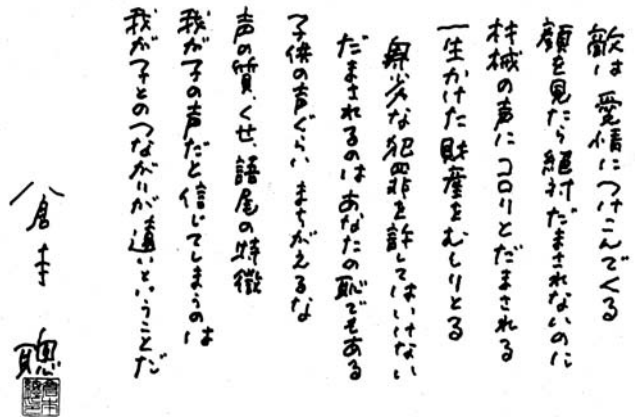 敵は愛情につけこんでくる
顔を見たら絶対だまされないのに
機械の声にコロリとだまされる
一生かけた財産をむしりとる
卑劣な犯罪を許してはいけない
だまされるのはあなたの恥でもある
子供の声ぐらいまちがえるな
声の質、くせ、語尾の特徴
我が子の声だと信じてしまうのは
我が子とのつながりが遠いということだ
倉本 聰